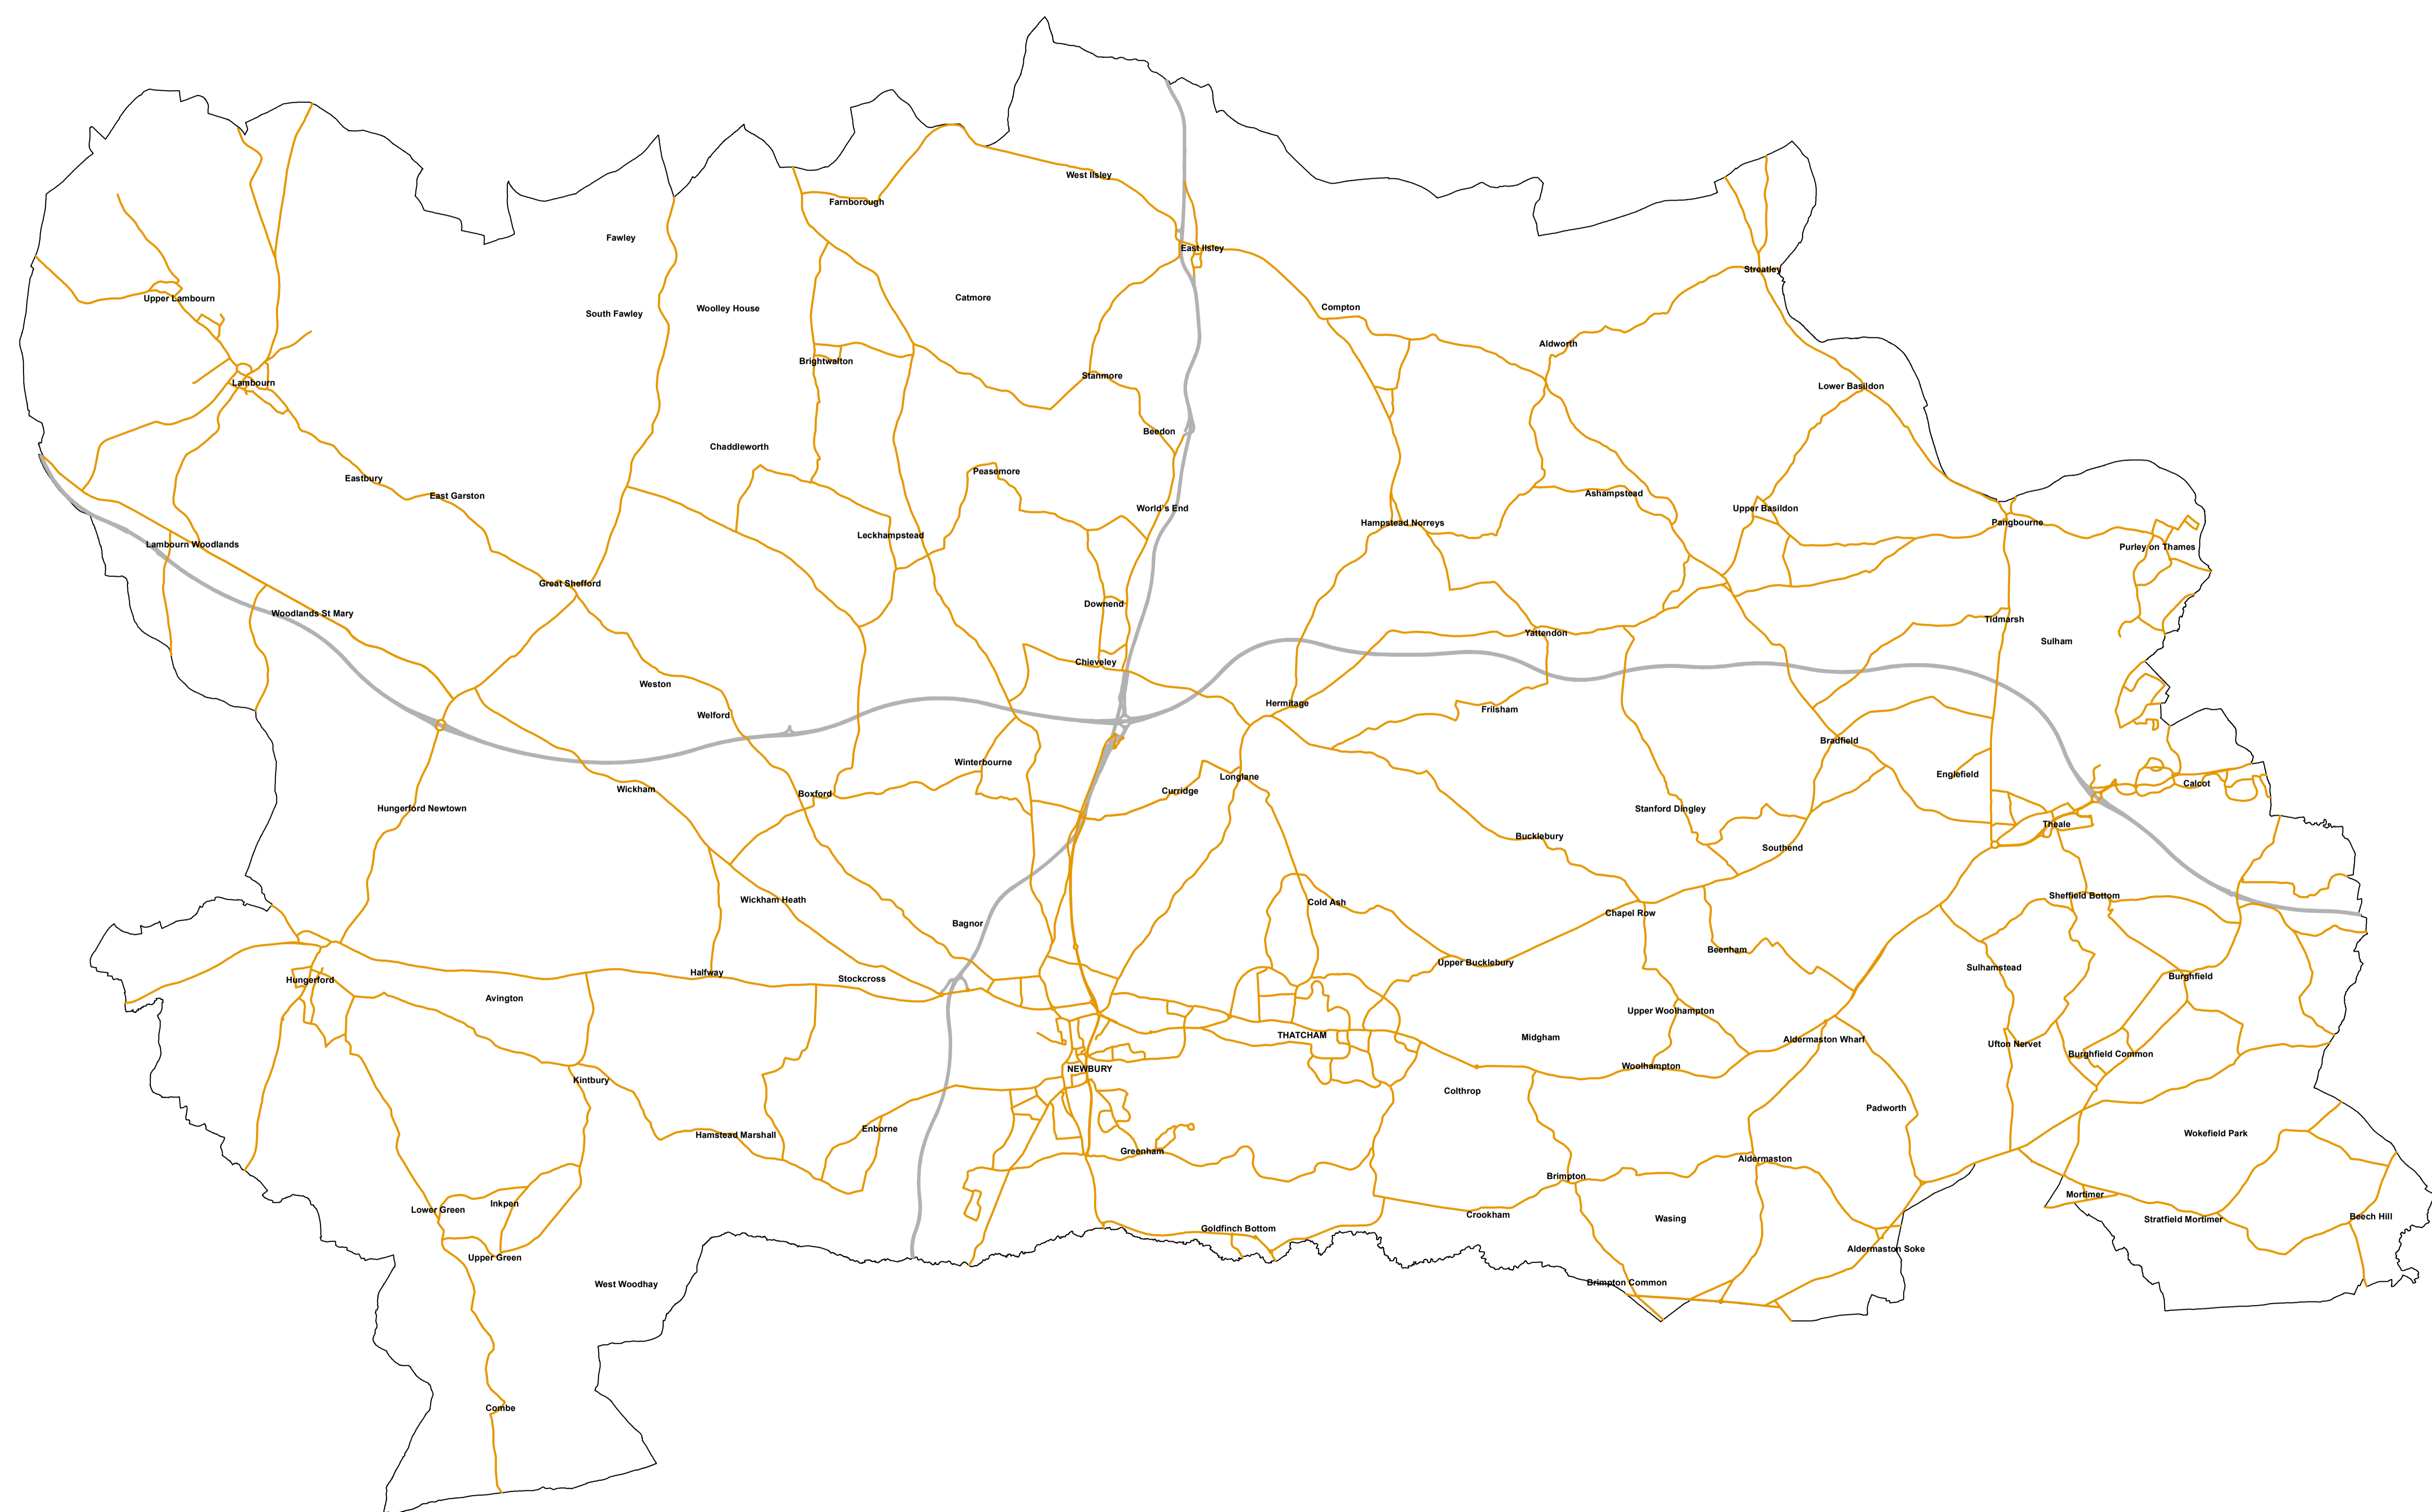 West Ilsley
Farnborough
Fawley
East Ilsley
Streatley
Upper Lambourn
Catmore
Compton
Woolley House
South Fawley
Aldworth
Brightwalton
Stanmore
Lambourn
Lower Basildon
Beedon
Chaddleworth
Peasemore
Eastbury
East Garston
Ashampstead
World's End
Upper Basildon
Hampstead Norreys
Pangbourne
Leckhampstead
Lambourn Woodlands
Purley on Thames
Great Shefford
Downend
Woodlands St Mary
Tidmarsh
Yattendon
Sulham
Chieveley
Weston
Hermitage
Frilsham
Welford
Bradfield
Winterbourne
Englefield
Longlane
Calcot
Wickham
Curridge
Boxford
Hungerford Newtown
Stanford Dingley
Theale
Bucklebury
Southend
Sheffield Bottom
Wickham Heath
Cold Ash
Chapel Row
Bagnor
Beenham
Upper Bucklebury
Sulhamstead
Halfway
Burghfield
Stockcross
Hungerford
Avington
Upper Woolhampton
THATCHAM
Midgham
Aldermaston Wharf
Ufton Nervet
Burghfield Common
Woolhampton
NEWBURY
Kintbury
Colthrop
Padworth
Enborne
Wokefield Park
Hamstead Marshall
Greenham
Aldermaston
Brimpton
Mortimer
Inkpen
Lower Green
Crookham
Beech Hill
Wasing
Stratfield Mortimer
Goldfinch Bottom
Aldermaston Soke
Upper Green
Brimpton Common
West Woodhay
Combe